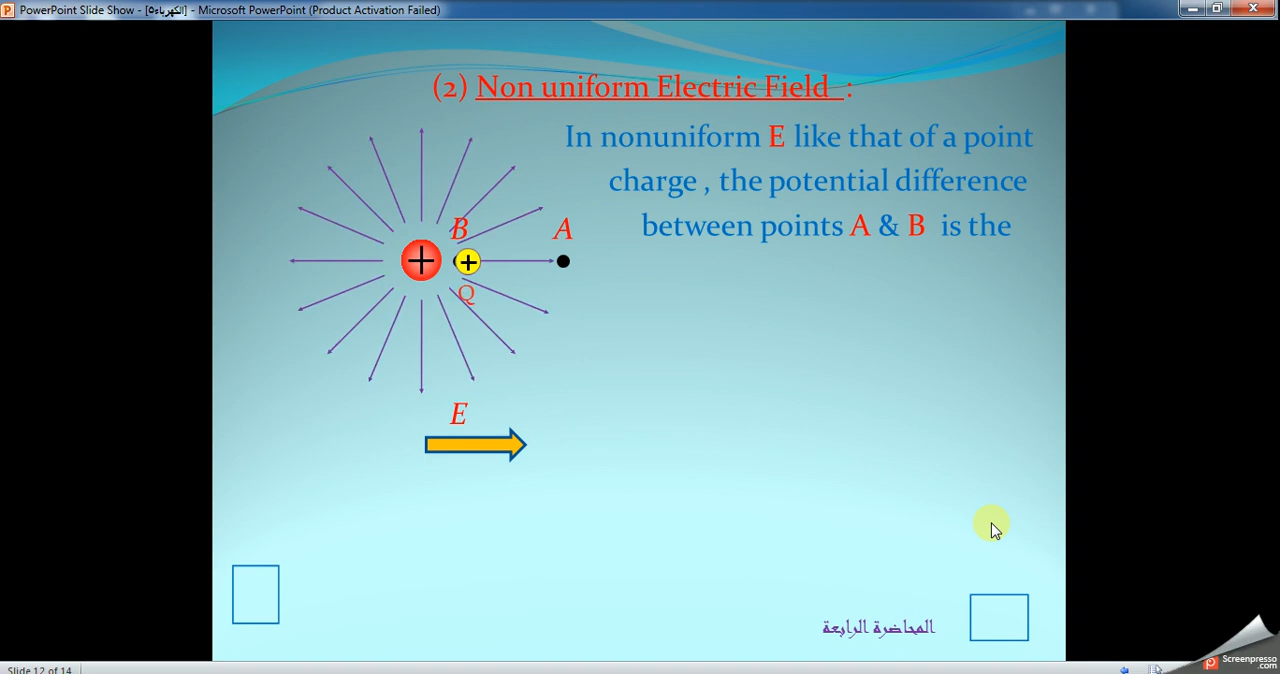 PowerPoint Slide Show - [الكهرباء٥] - Microsoft PowerPoint (Product Activation Failed)
(2) Non uniform Electric Field :
In nonuniform E like that of a point
charge , the potential difference
between points A & B is the
B
A
+
+
Q
E
المحاضرة الرابعة
Slide 12 of 14
Screenpresso
.com